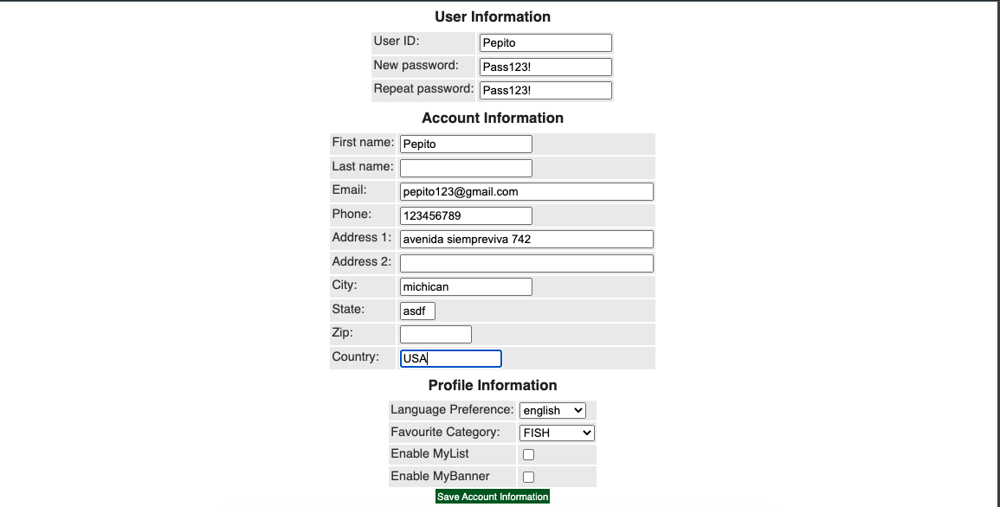 User Information
User ID: Pepito
New password: Pass123!
Repeat password: Pass123!
Account Information
First name: Pepito
Last name:
Email: pepito123@gmail.com
Phone: 123456789
Address 1: avenida siempreviva 742
Address 2:
City: michican
State: asdf
Zip:
Country: USA
Profile Information
Language Preference: english
Favourite Category: FISH
Enable MyList
Enable MyBanner
Save Account Information